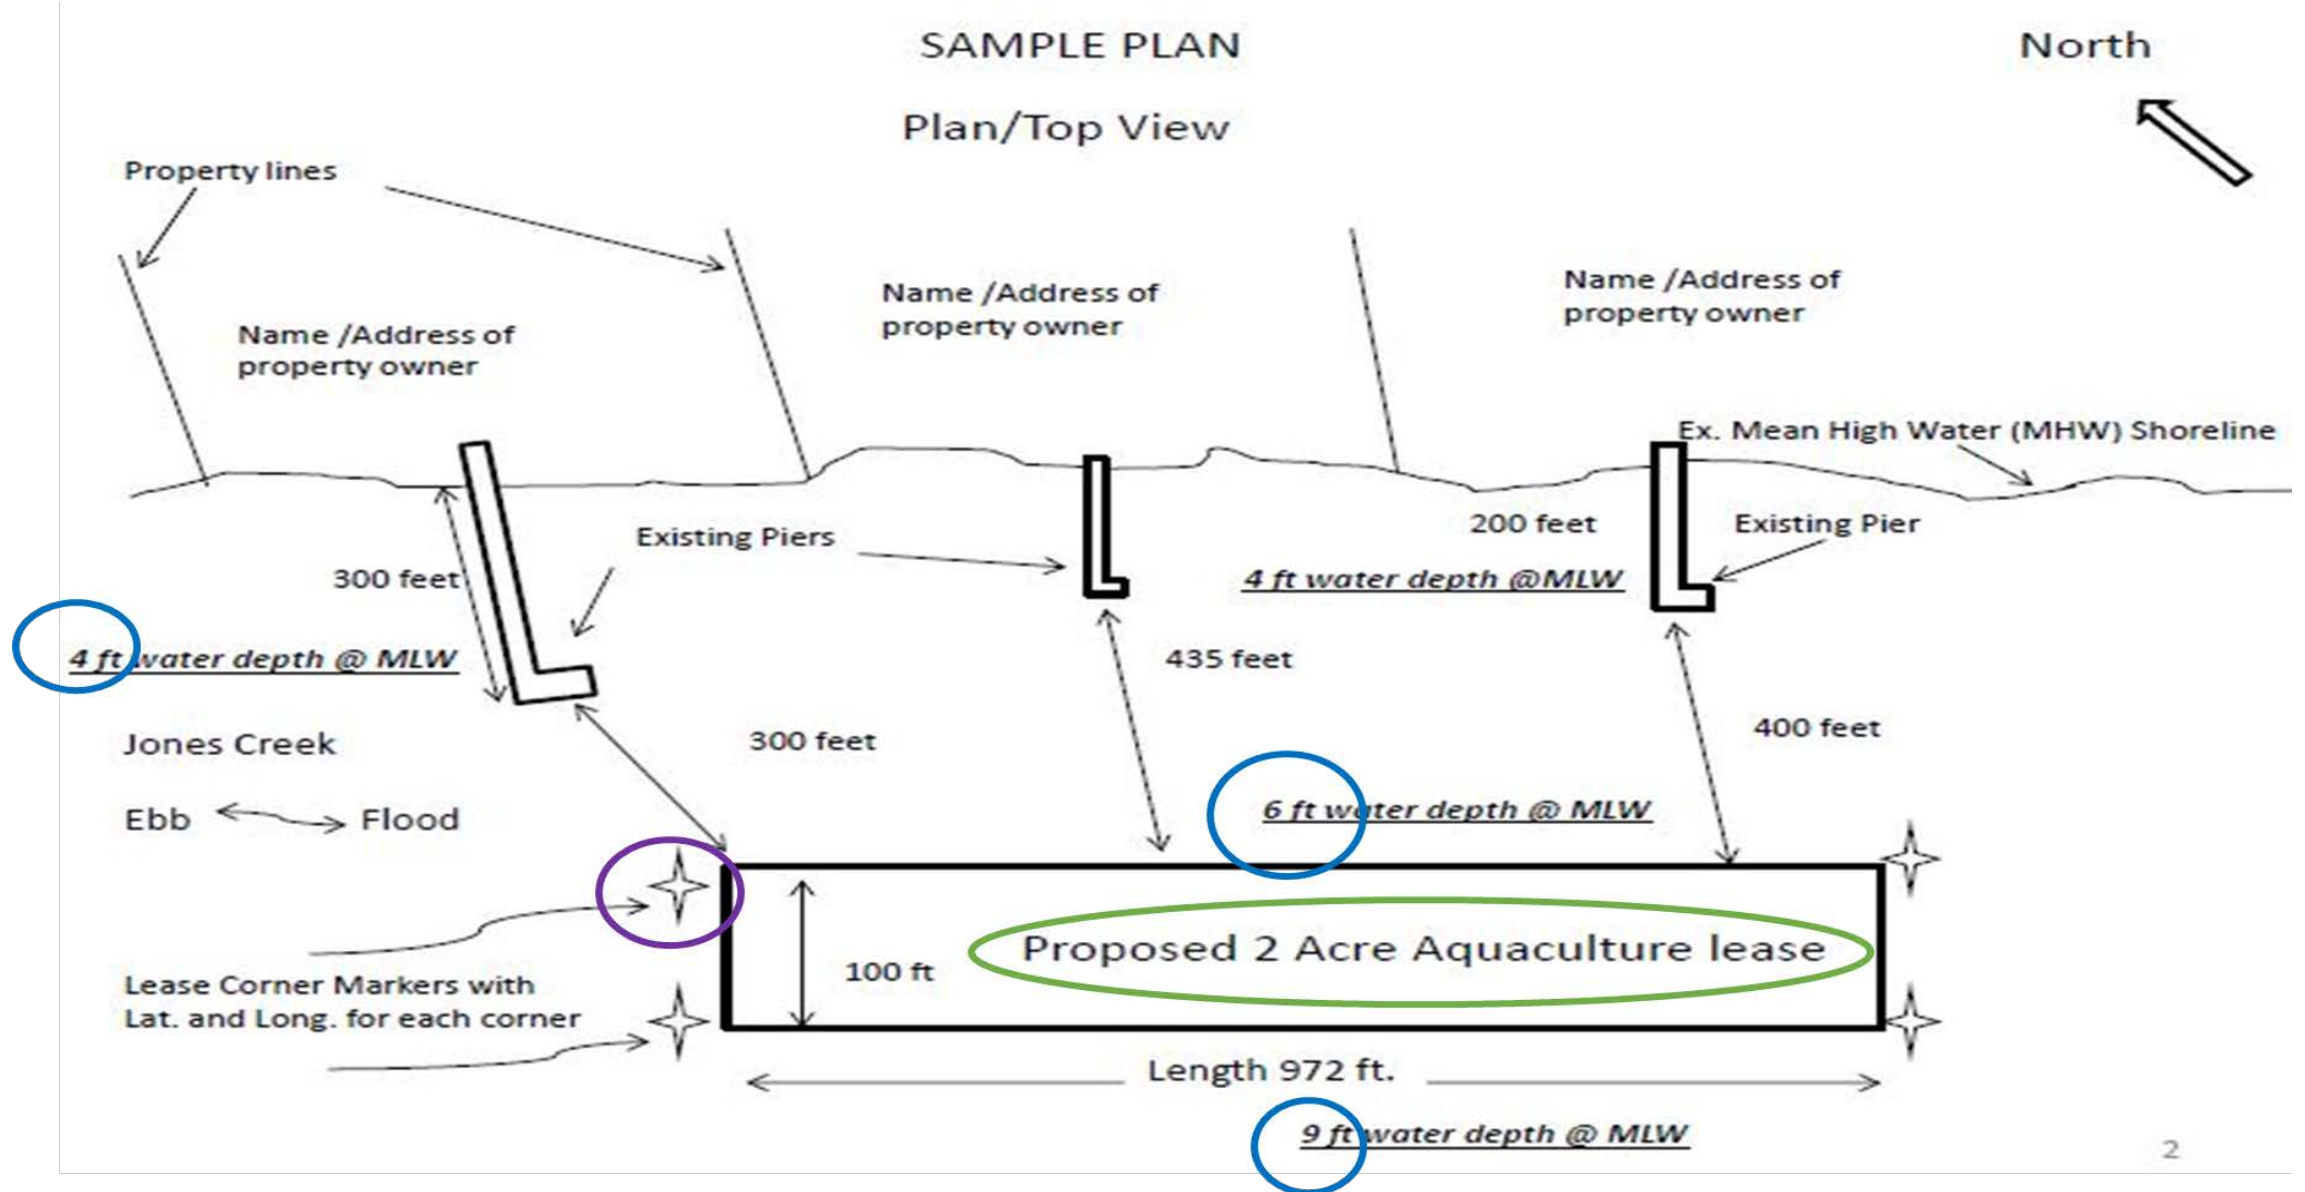 SAMPLE PLAN
North
Plan/Top View
Property lines
Name /Address of
property owner
Name /Address of
property owner
Name /Address of
property owner
Ex. Mean High Water (MHW) Shoreline
Existing Piers
200 feet
Existing Pier
300 feet
4 ft water depth @MLW
4 ft water depth @ MLW
435 feet
Jones Creek
300 feet
400 feet
Ebb
Flood
6 ft water depth @ MLW
Proposed 2 Acre Aquaculture lease
100 ft
Lease Corner Markers with
Lat. and Long. for each corner
Length 972 ft.
9 ft water depth @ MLW
2